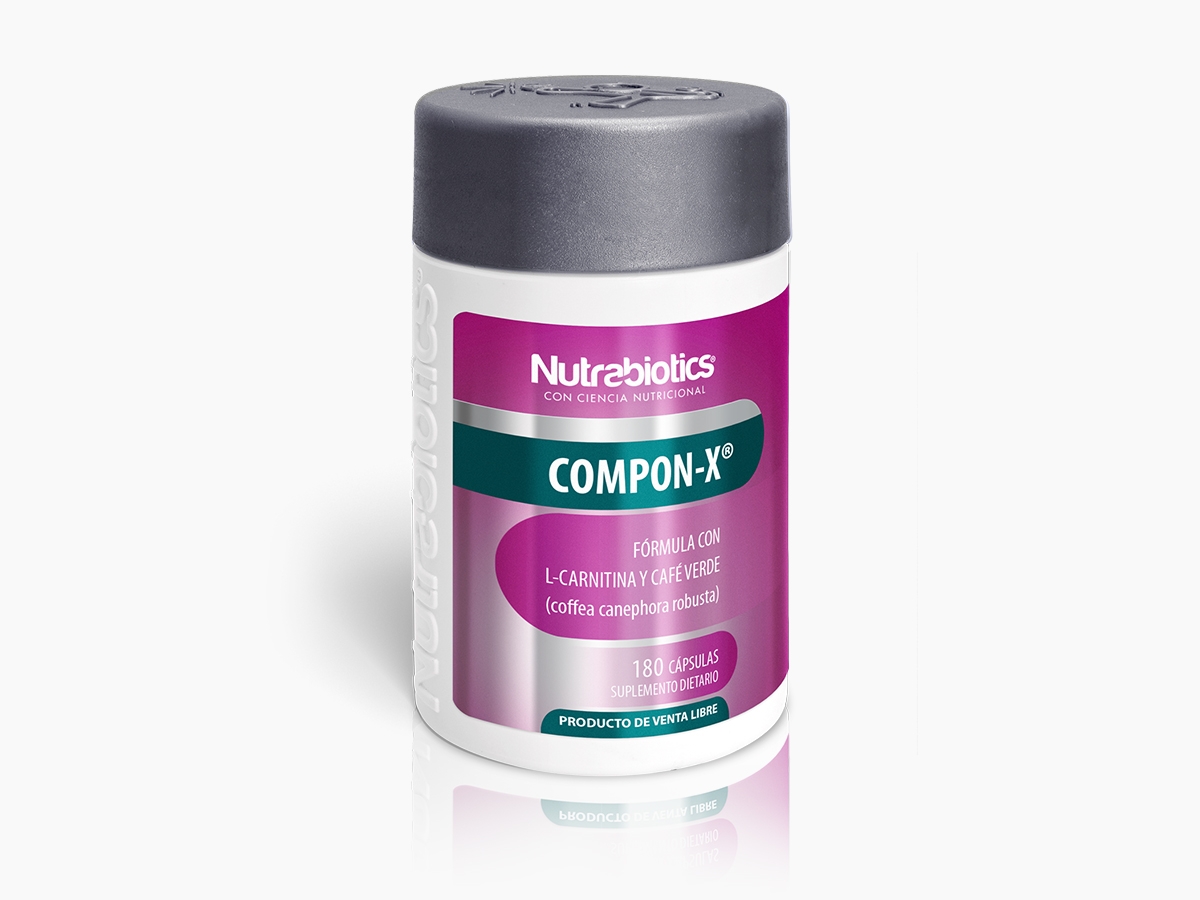 Nutrabiotics®
CON CIENCIA NUTRICIONAL
COMPON-X®
FÓRMULA CON
L-CARNITINA Y CAFÉ VERDE
(coffea canephora robusta)
180 CÁPSULAS
SUPLEMENTO DIETARIO
PRODUCTO DE VENTA LIBRE
Nutrabiotics®